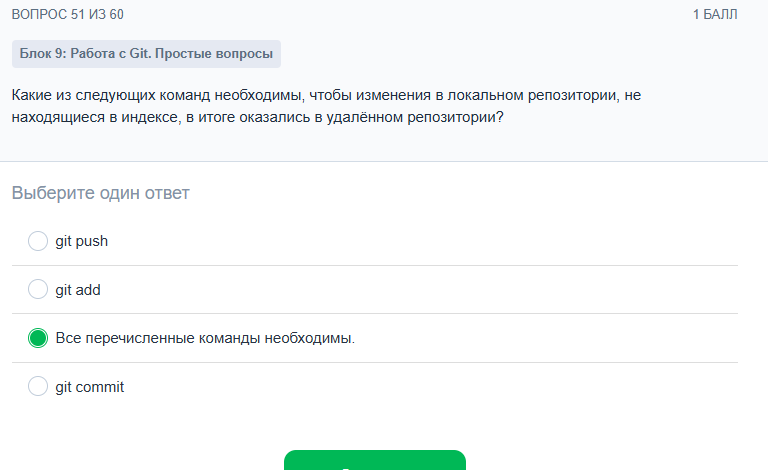 ВОПРОС 51 ИЗ 60
1 БАЛЛ
Блок 9: Работа с Git. Простые вопросы
Какие из следующих команд необходимы, чтобы изменения в локальном репозитории, не
находящиеся в индексе, в итоге оказались в удалённом репозитории?
Выберите один ответ
git push
git add
Все перечисленные команды необходимы.
git commit